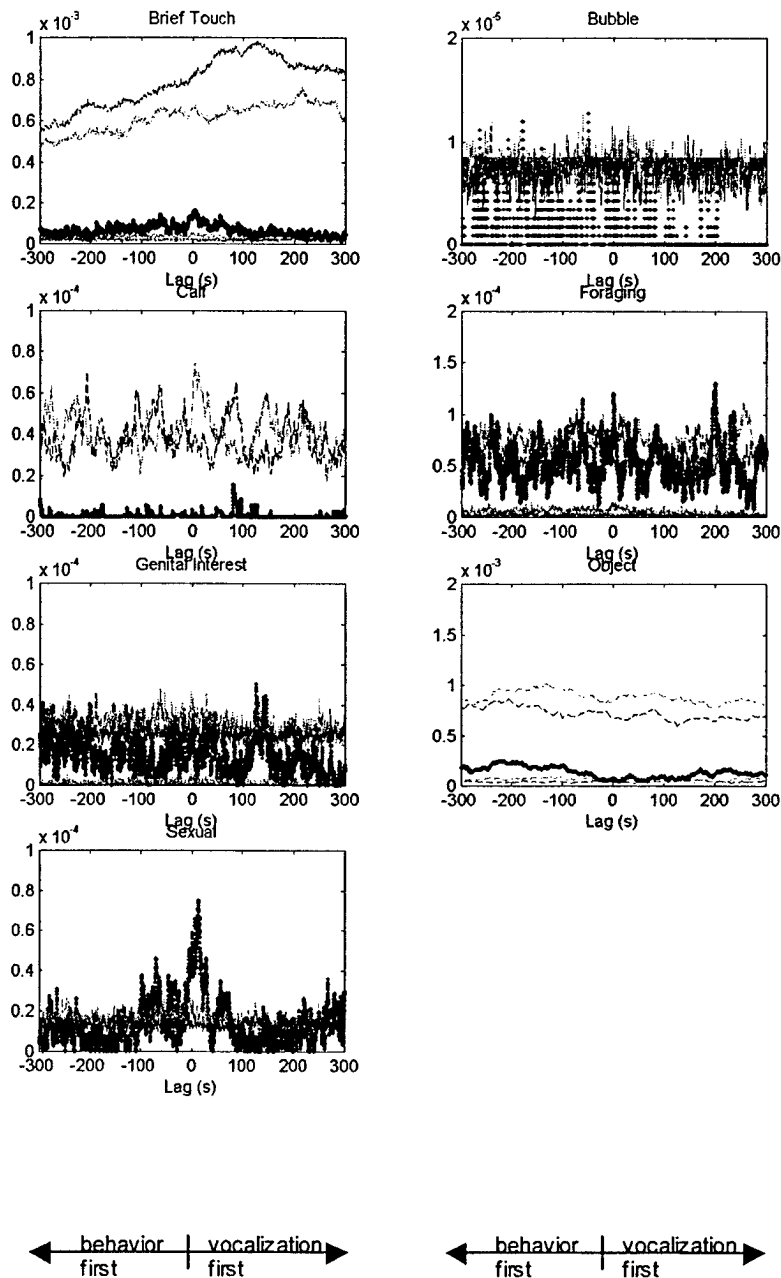 Brief Touch
x 10^-3
1
0.8
0.6
0.4
0.2
0
-300 -200 -100 0 100 200 300
Lag (s)
Bubble
x 10^-5
2
1
0
-300 -200 -100 0 100 200 300
Lag (s)
Calf
x 10^-4
1
0.8
0.6
0.4
0.2
0
-300 -200 -100 0 100 200 300
Lag (s)
Foraging
x 10^-4
2
1.5
1
0.5
0
-300 -200 -100 0 100 200 300
Lag (s)
Genital Interest
x 10^-4
1
0.8
0.6
0.4
0.2
0
-300 -200 -100 0 100 200 300
Lag (s)
Object
x 10^-3
2
1.5
1
0.5
0
-300 -200 -100 0 100 200 300
Lag (s)
Sexual
x 10^-4
1
0.8
0.6
0.4
0.2
0
-300 -200 -100 0 100 200 300
Lag (s)
behavior first
vocalization first
behavior first
vocalization first